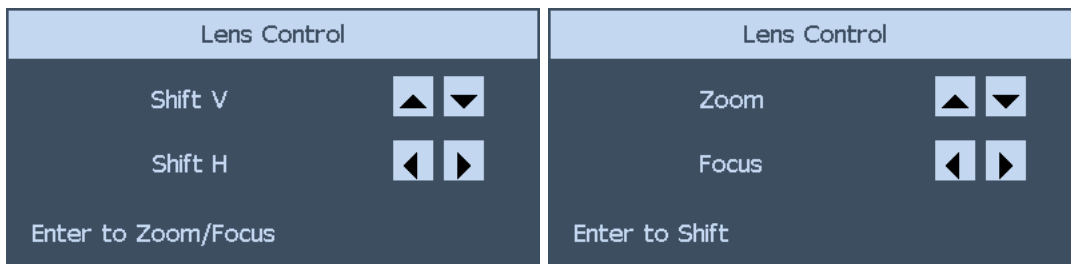 Lens Control
Shift V
Shift H
Enter to Zoom/Focus
Lens Control
Zoom
Focus
Enter to Shift